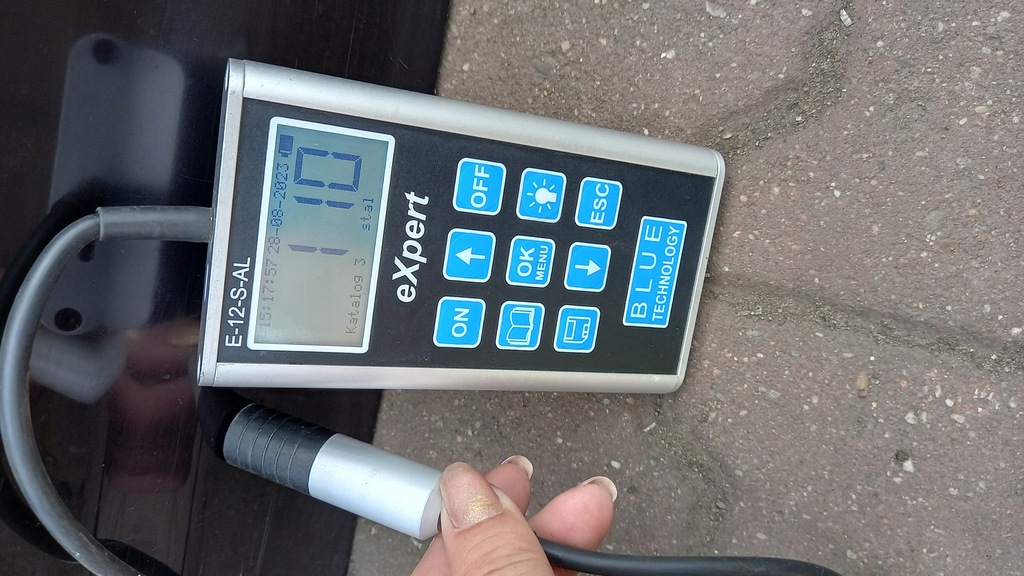 E-12-S-AL
15:17:57 28-08-2023
110
Katalog 3 stal
eXpert
ON
OFF
OK
MENU
ESC
BLUE
TECHNOLOGY